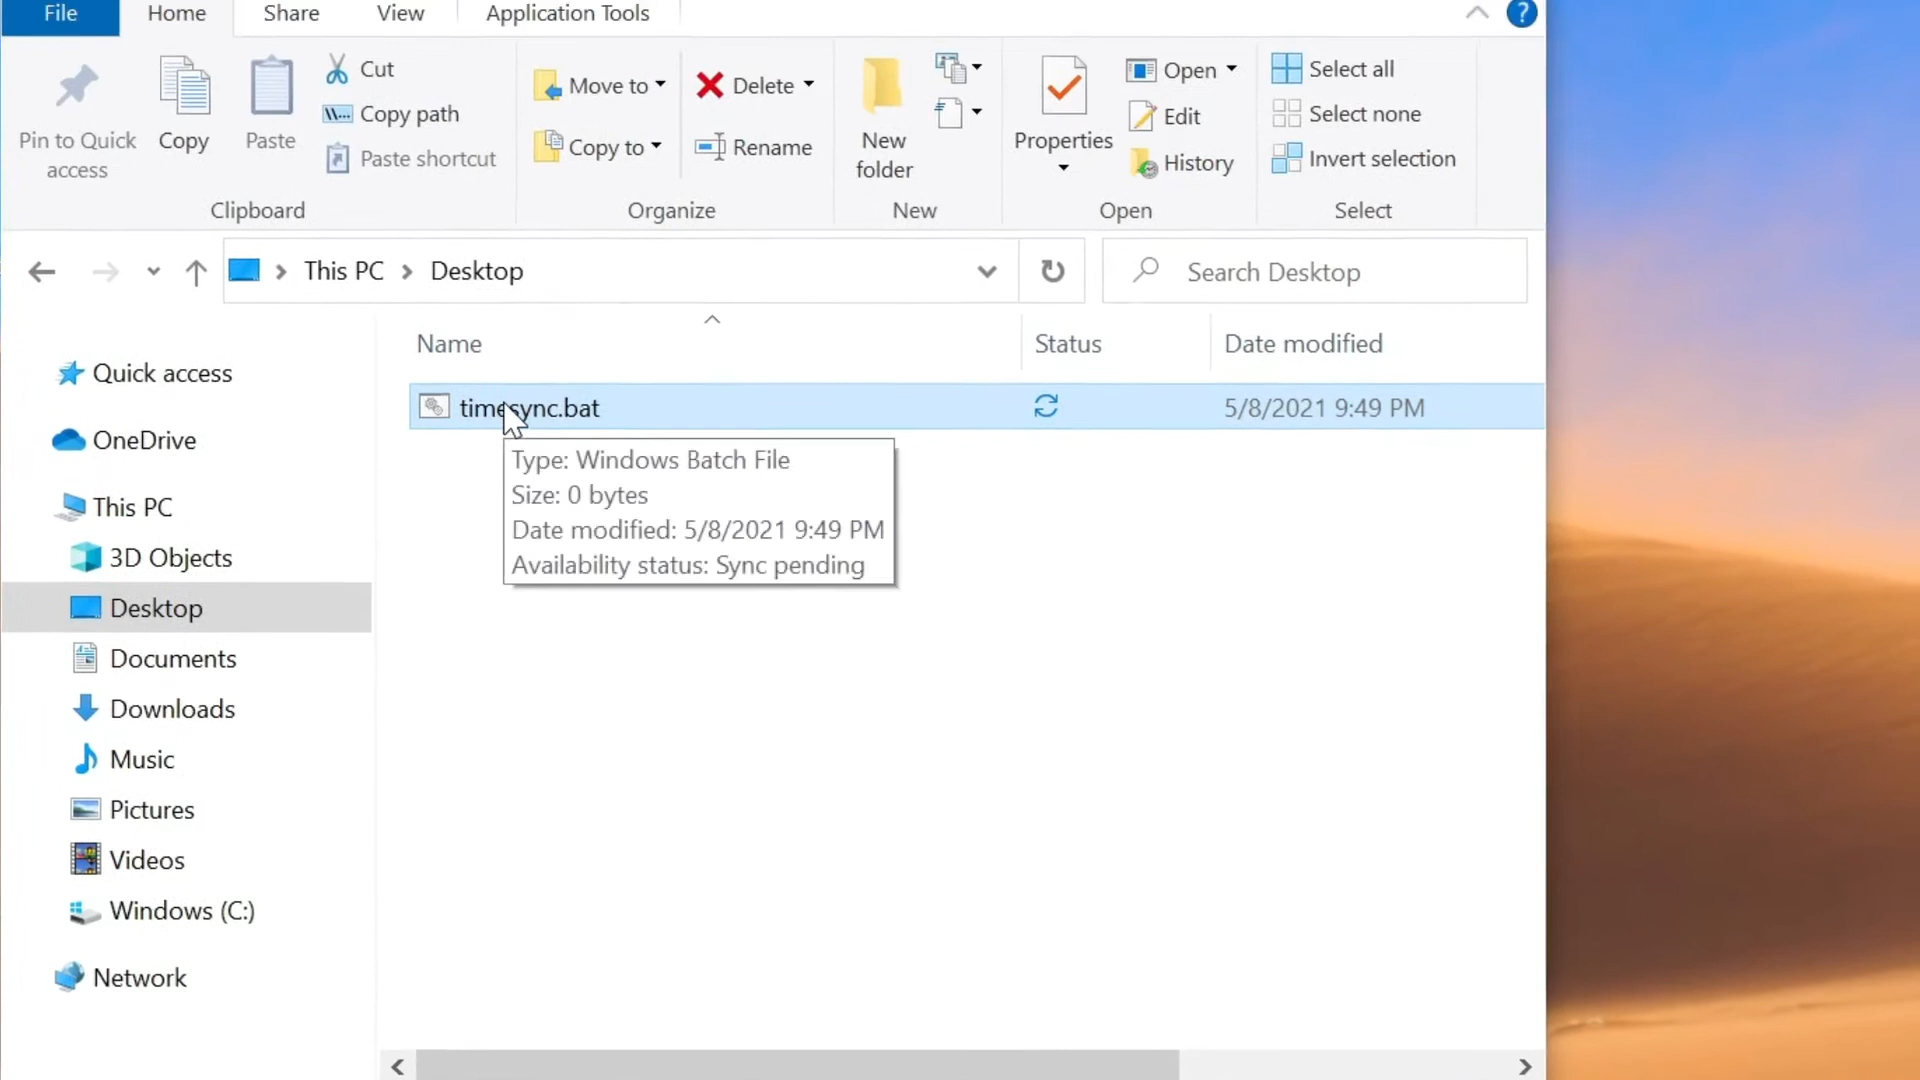 File Home Share View Application Tools ?
Pin to Quick access
Copy
Paste
Cut
Copy path
Paste shortcut
Clipboard
Move to
Copy to
Delete
Rename
Organize
New folder
New
Properties
Open
Edit
History
Open
Select all
Select none
Invert selection
Select
This PC > Desktop
Search Desktop
Name Status Date modified
timesync.bat 5/8/2021 9:49 PM
Type: Windows Batch File
Size: 0 bytes
Date modified: 5/8/2021 9:49 PM
Availability status: Sync pending
Quick access
OneDrive
This PC
3D Objects
Desktop
Documents
Downloads
Music
Pictures
Videos
Windows (C:)
Network